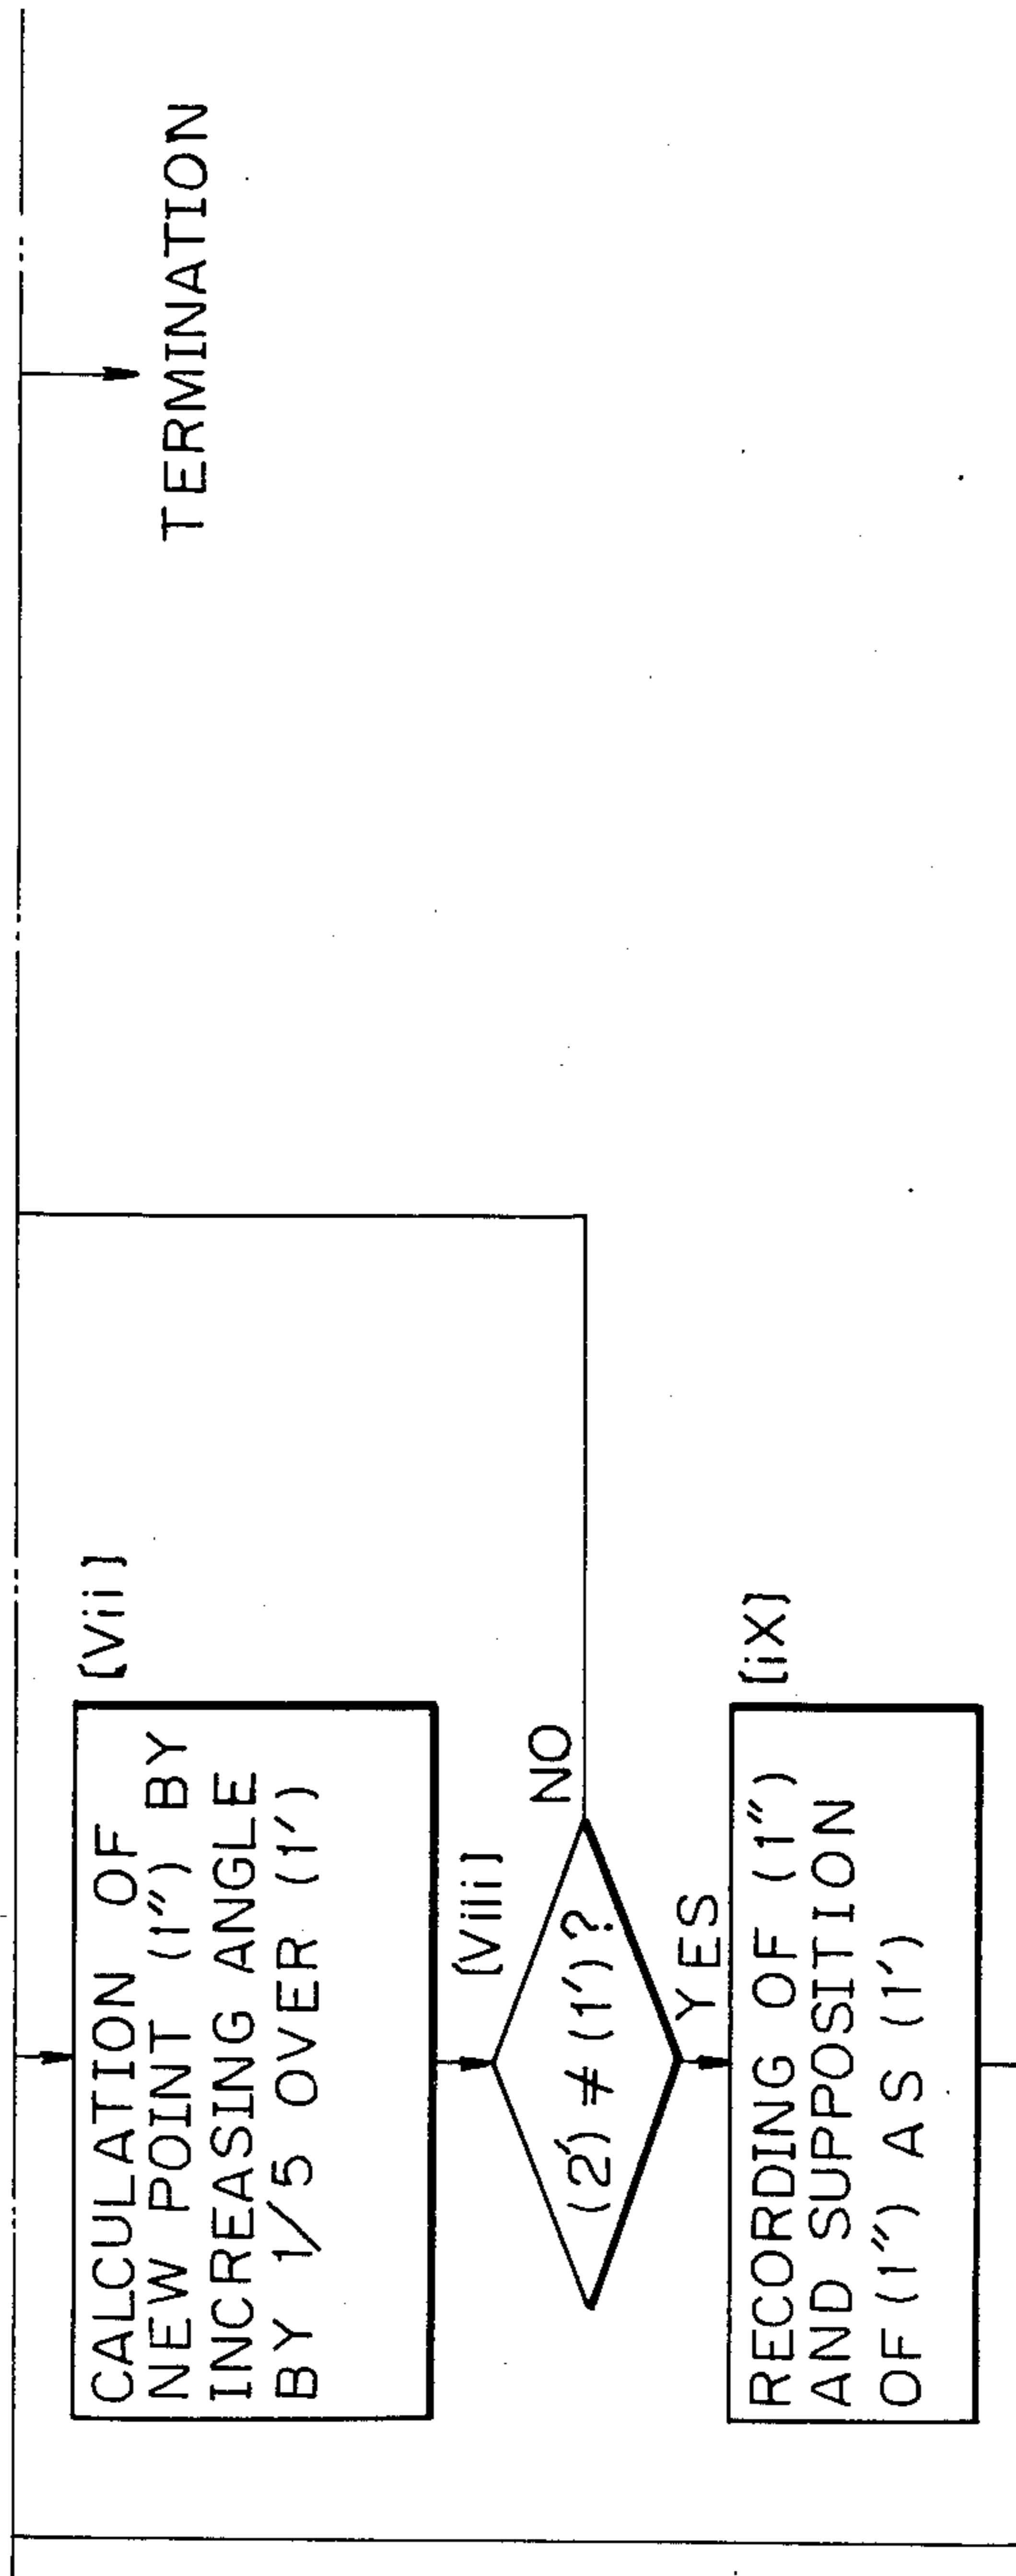 CALCULATION OF
NEW POINT (1″) BY
INCREASING ANGLE
BY 1/5 OVER (1′)
[Vii]
[Viii]
(2′) ≠ (1′)?
NO
YES
RECORDING OF (1″)
AND SUPPOSITION
OF (1″) AS (1′)
[iX]
TERMINATION